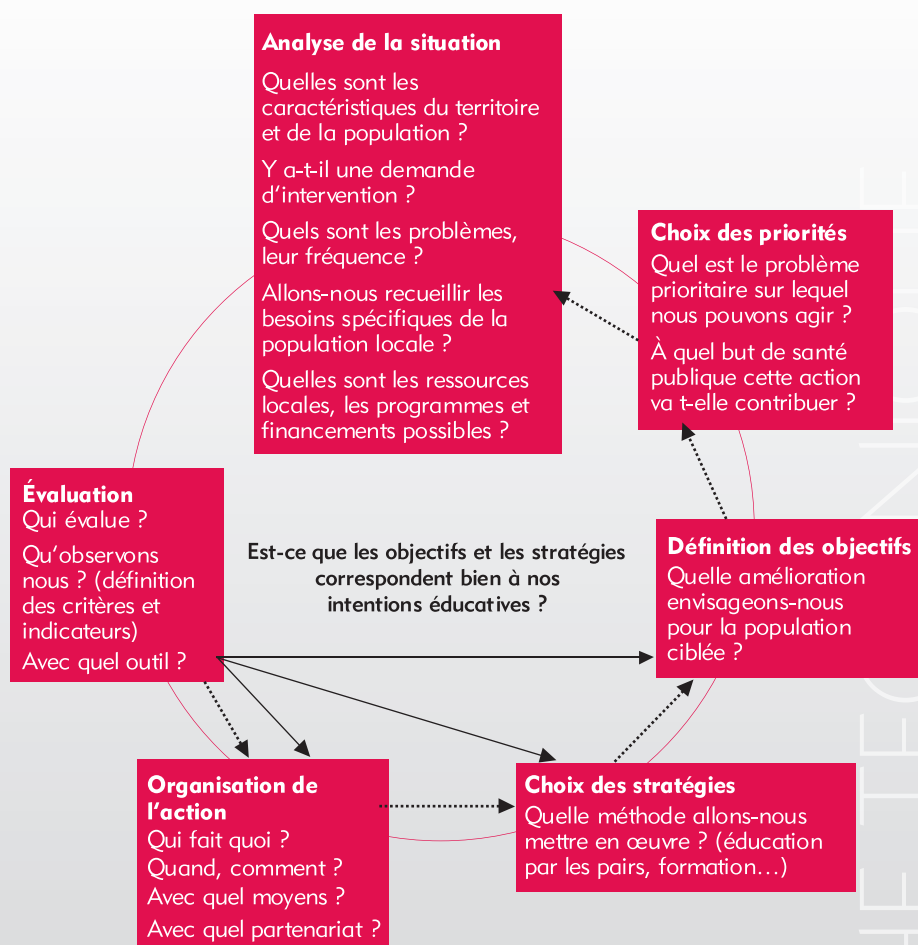 Analyse de la situation
Quelles sont les
caractéristiques du territoire
et de la population ?
Y a-t-il une demande
d'intervention ?
Quels sont les problèmes,
leur fréquence ?
Allons-nous recueillir les
besoins spécifiques de la
population locale ?
Quelles sont les ressources
locales, les programmes et
financements possibles ?
Choix des priorités
Quel est le problème
prioritaire sur lequel
nous pouvons agir ?
À quel but de santé
publique cette action
va t-elle contribuer ?
Définition des objectifs
Quelle amélioration
envisageons-nous
pour la population
ciblée ?
Choix des stratégies
Quelle méthode allons-nous
mettre en œuvre ? (éducation
par les pairs, formation…)
Organisation de
l'action
Qui fait quoi ?
Quand, comment ?
Avec quel moyens ?
Avec quel partenariat ?
Évaluation
Qui évalue ?
Qu'observons
nous ? (définition
des critères et
indicateurs)
Avec quel outil ?
Est-ce que les objectifs et les stratégies
correspondent bien à nos
intentions éducatives ?